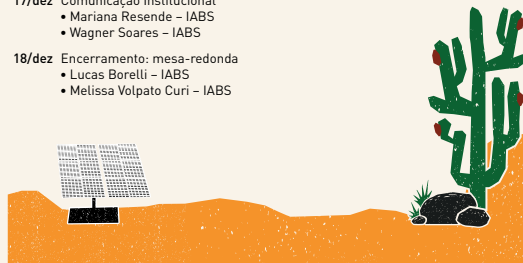 17/dez Comunicação Institucional
• Mariana Resende – IABS
• Wagner Soares – IABS
18/dez Encerramento: mesa-redonda
• Lucas Borelli – IABS
• Melissa Volpato Curi – IABS